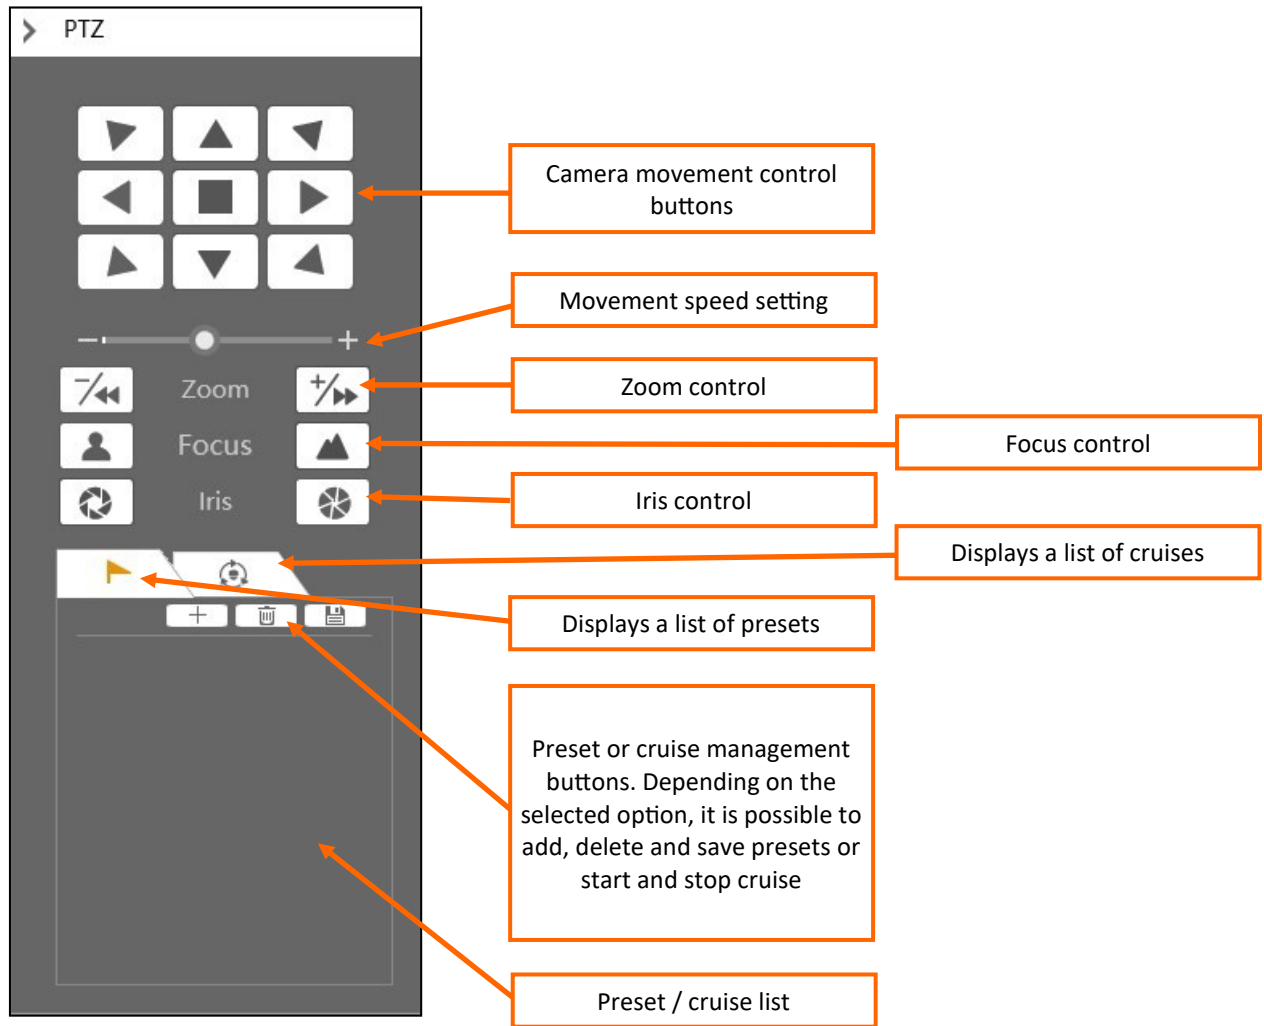 PTZ
Camera movement control
buttons
Movement speed setting
Zoom
Zoom control
Focus
Focus control
Iris
Iris control
Displays a list of cruises
Displays a list of presets
Preset or cruise management
buttons. Depending on the
selected option, it is possible to
add, delete and save presets or
start and stop cruise
Preset / cruise list